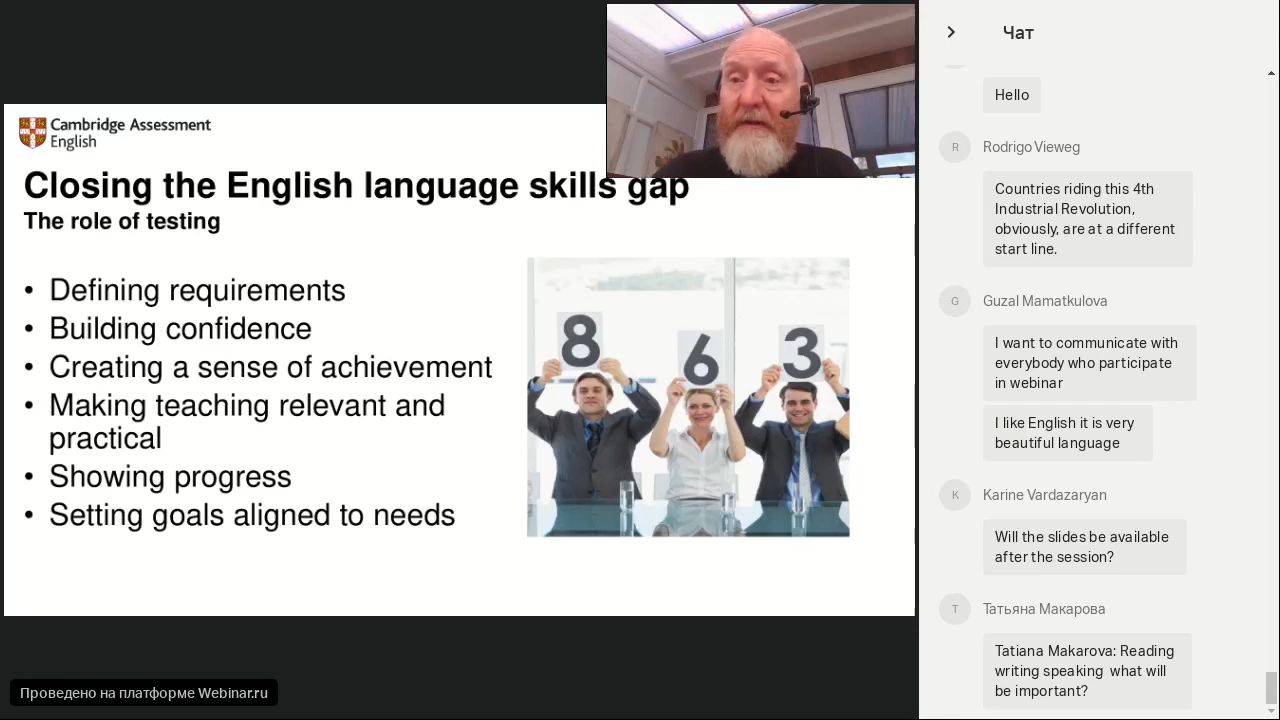 Cambridge Assessment
English
Closing the English language skills gap
The role of testing
• Defining requirements
• Building confidence
• Creating a sense of achievement
• Making teaching relevant and
practical
• Showing progress
• Setting goals aligned to needs
8 6 3
Проведено на платформе Webinar.ru
Чат
Hello
R Rodrigo Vieweg
Countries riding this 4th
Industrial Revolution,
obviously, are at a different
start line.
G Guzal Mamatkulova
I want to communicate with
everybody who participate
in webinar
I like English it is very
beautiful language
K Karine Vardazaryan
Will the slides be available
after the session?
Т Татьяна Макарова
Tatiana Makarova: Reading
writing speaking what will
be important?